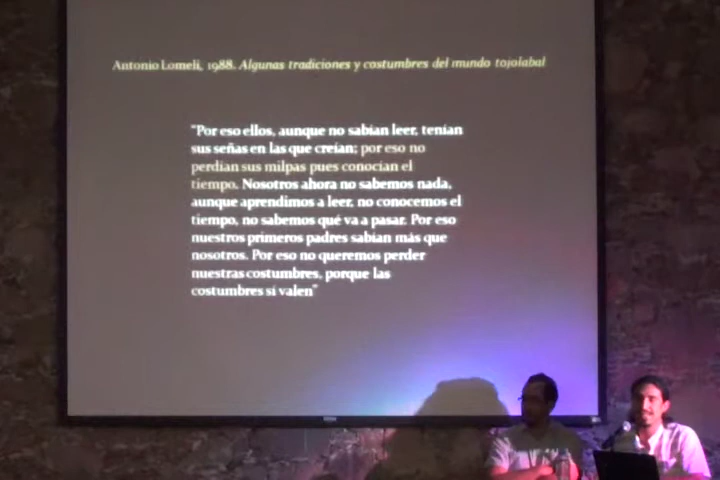 Antonio Lomelí, 1988. Algunas tradiciones y costumbres del mundo tojolabal
"Por eso ellos, aunque no sabían leer, tenían
sus señas en las que creían; por eso no
perdían sus milpas pues conocían el
tiempo. Nosotros ahora no sabemos nada,
aunque aprendimos a leer, no conocemos el
tiempo, no sabemos qué va a pasar. Por eso
nuestros primeros padres sabían más que
nosotros. Por eso no queremos perder
nuestras costumbres, porque las
costumbres sí valen"